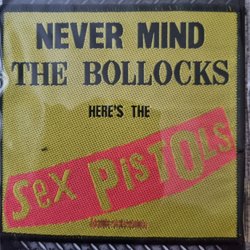 NEVER MIND
THE BOLLOCKS
HERE'S THE
Sex PISTOLS